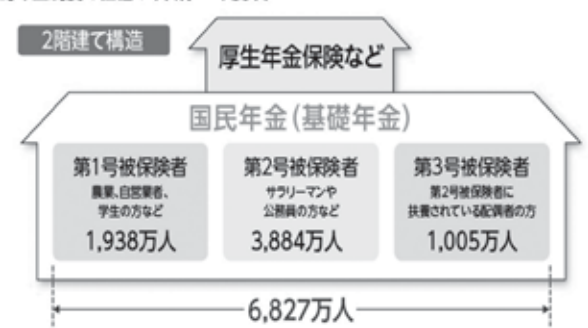 2階建て構造
厚生年金保険など
国民年金(基礎年金)
第1号被保険者
農業、自営業者、
学生の方など
1,938万人
第2号被保険者
サラリーマンや
公務員の方など
3,884万人
第3号被保険者
第2号被保険者に
扶養されている配偶者の方
1,005万人
6,827万人